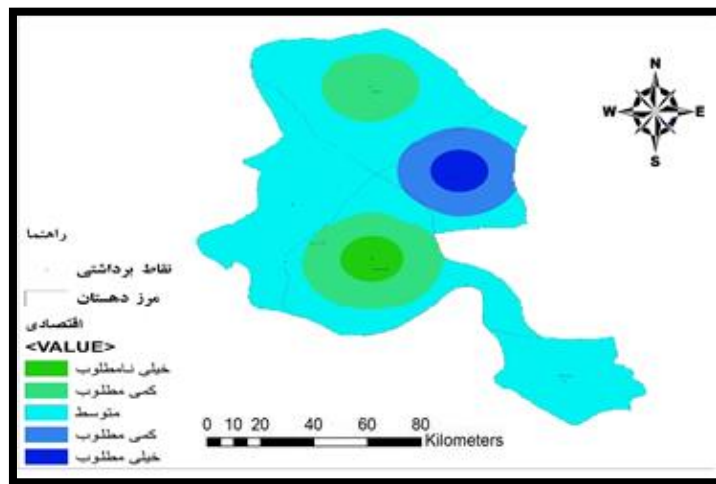 N
W E
S
راهنما
نقاط برداشتی
مرز دهستان
اقتصادی
<VALUE>
خیلی نامطلوب
کمی مطلوب
متوسط
کمی مطلوب
خیلی مطلوب
0 10 20 40 60 80
Kilometers